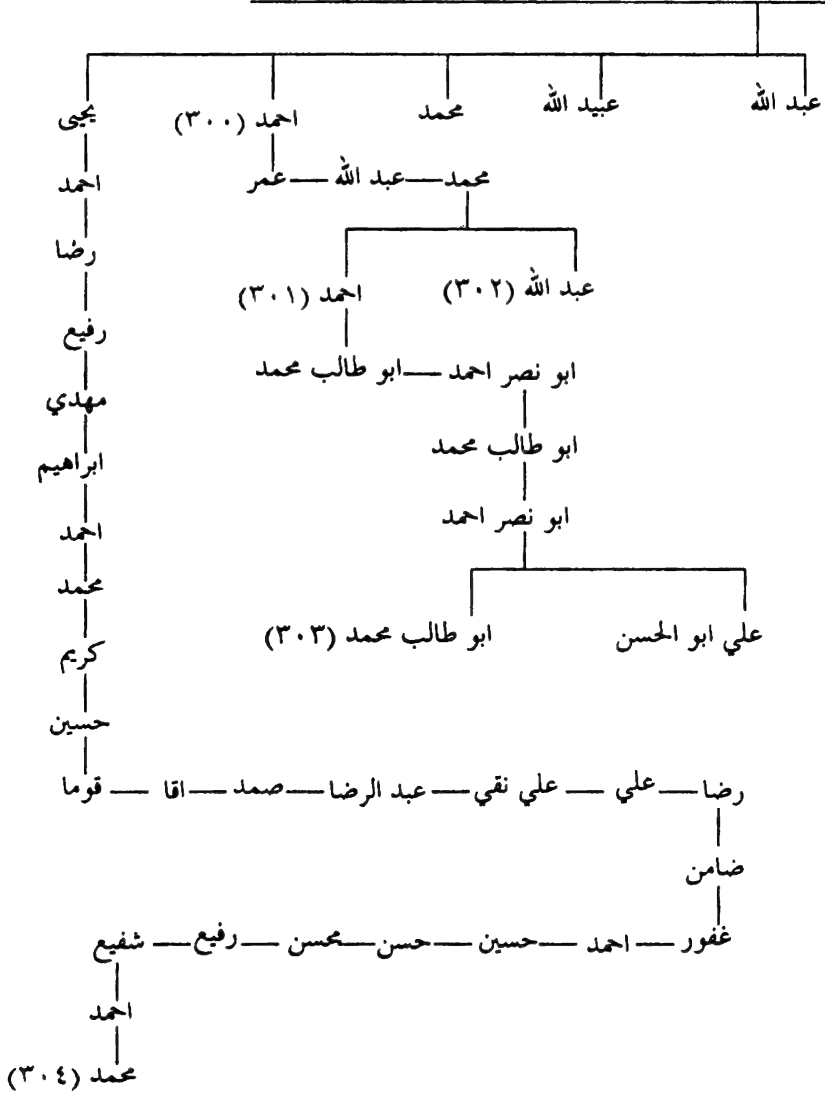 عبد الله عبيد الله محمد احمد (٣٠٠) يحيى
محمد عبد الله عمر احمد
رضا
عبد الله (٣٠٢) احمد (٣٠١)
رفيع
ابو نصر احمد ابو طالب محمد
مهدي
ابو طالب محمد
ابراهيم
ابو نصر احمد
احمد
محمد
علي ابو الحسن ابو طالب محمد (٣٠٣)
كريم
حسين
رضا علي علي نقي عبد الرضا صمد اقا قوما
ضامن
غفور احمد حسين حسن محسن رفيع شفيع
احمد
محمد (٣٠٤)